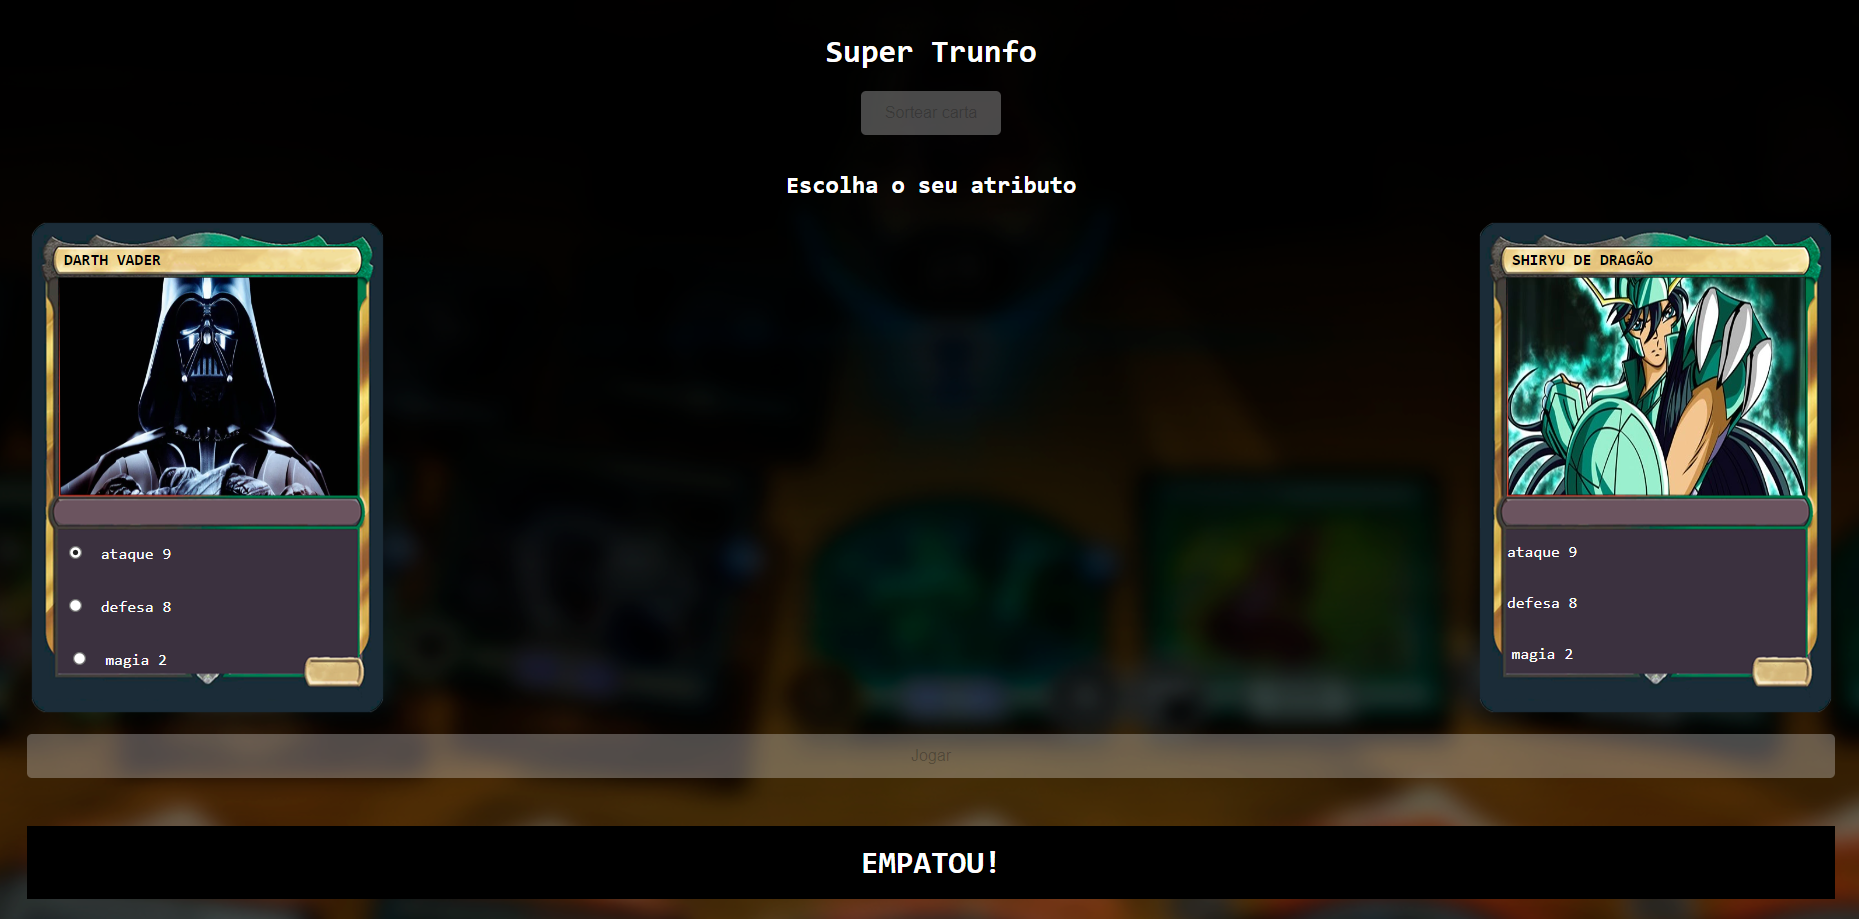 Super Trunfo
Sortear carta
Escolha o seu atributo
DARTH VADER
ataque 9
defesa 8
magia 2
SHIRYU DE DRAGÃO
ataque 9
defesa 8
magia 2
Jogar
EMPATOU!